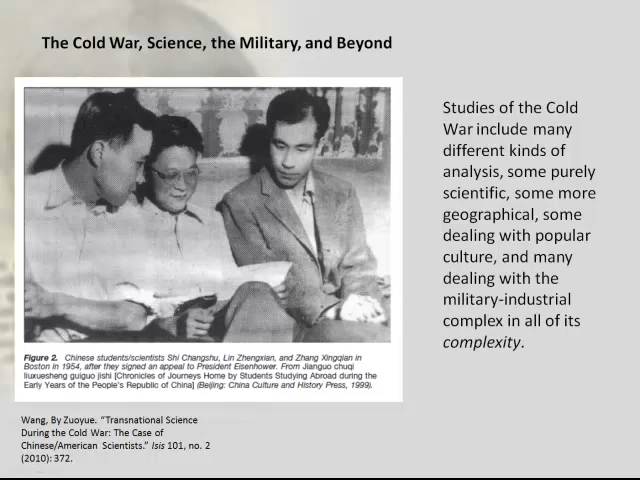 The Cold War, Science, the Military, and Beyond
Figure 2. Chinese students/scientists Shi Changshu, Lin Zhengxian, and Zhang Xingqian in
Boston in 1954, after they signed an appeal to President Eisenhower. From Jianguo chuqi
liuxuesheng guiguo jishi [Chronicles of Journeys Home by Students Studying Abroad during the
Early Years of the People's Republic of China] (Beijing: China Culture and History Press, 1999).
Wang, By Zuoyue. “Transnational Science
During the Cold War: The Case of
Chinese/American Scientists.” Isis 101, no. 2
(2010): 372.
Studies of the Cold
War include many
different kinds of
analysis, some purely
scientific, some more
geographical, some
dealing with popular
culture, and many
dealing with the
military-industrial
complex in all of its
complexity.